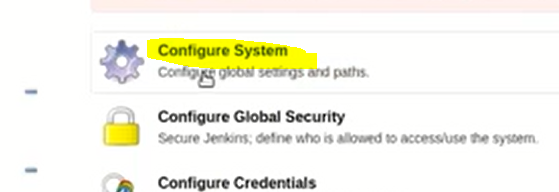 Configure System
Configure global settings and paths.
Configure Global Security
Secure Jenkins; define who is allowed to access/use the system.
Configure Credentials